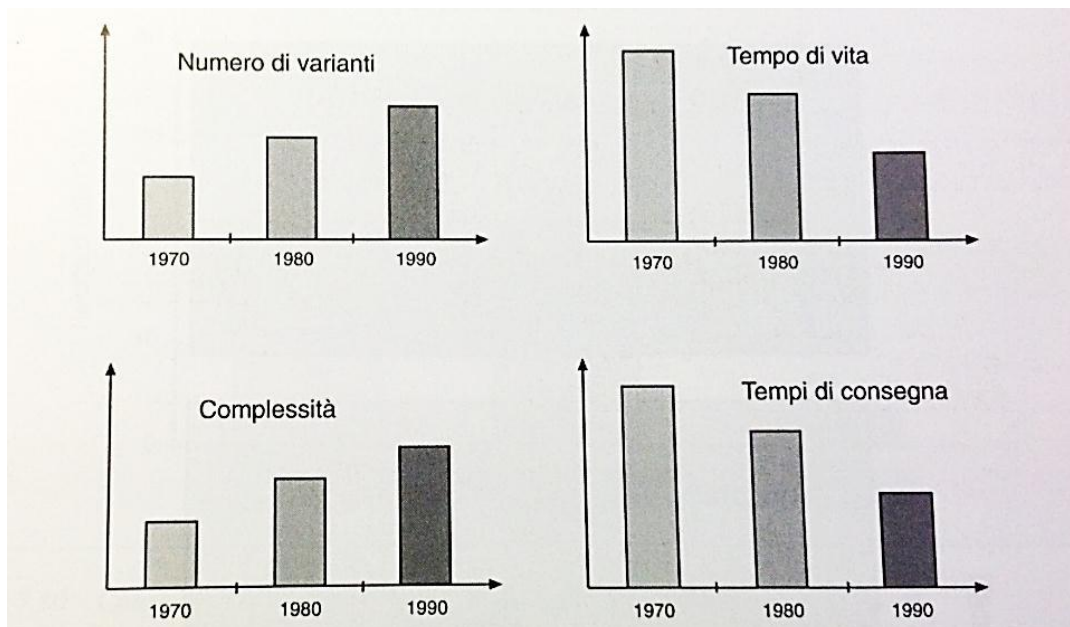 Numero di varianti
1970 1980 1990
Tempo di vita
1970 1980 1990
Complessità
1970 1980 1990
Tempi di consegna
1970 1980 1990